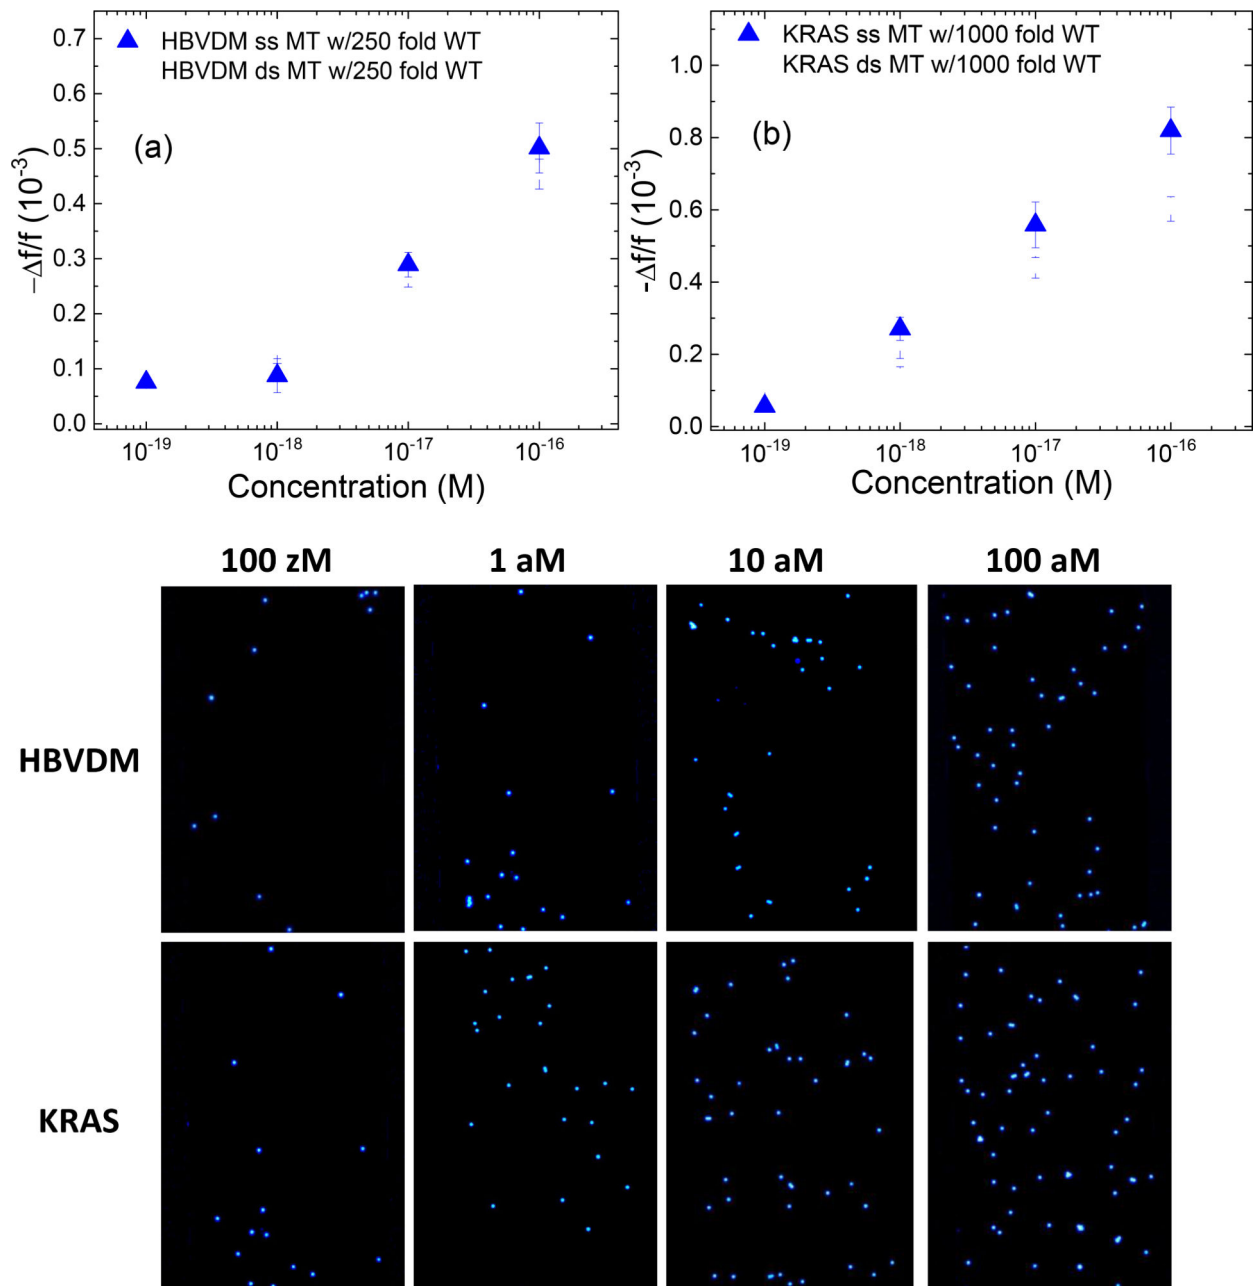 HBVDM ss MT w/250 fold WT
HBVDM ds MT w/250 fold WT
(a)
0.7
0.6
0.5
0.4
0.3
0.2
0.1
0.0
−Δf/f (10⁻³)
10⁻¹⁹ 10⁻¹⁸ 10⁻¹⁷ 10⁻¹⁶
Concentration (M)
KRAS ss MT w/1000 fold WT
KRAS ds MT w/1000 fold WT
(b)
1.0
0.8
0.6
0.4
0.2
0.0
-Δf/f (10⁻³)
10⁻¹⁹ 10⁻¹⁸ 10⁻¹⁷ 10⁻¹⁶
Concentration (M)
100 zM 1 aM 10 aM 100 aM
HBVDM
KRAS